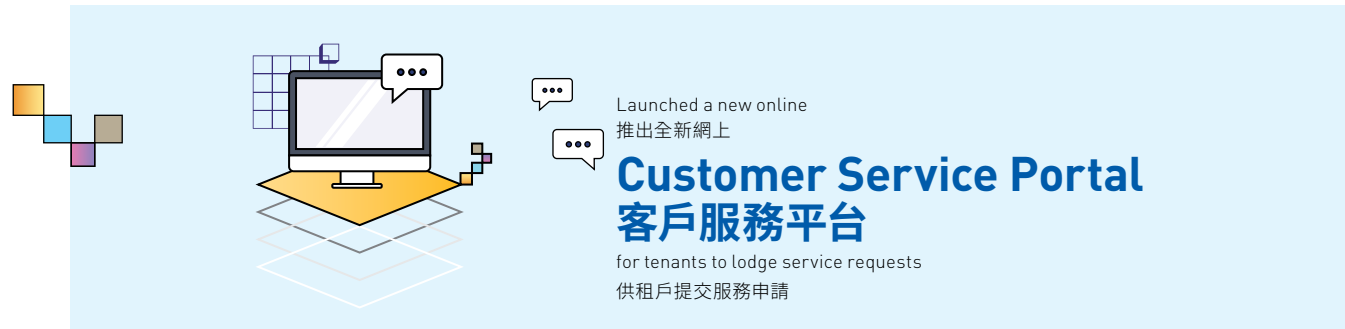 Launched a new online
推出全新網上
Customer Service Portal
客戶服務平台
for tenants to lodge service requests
供租戶提交服務申請